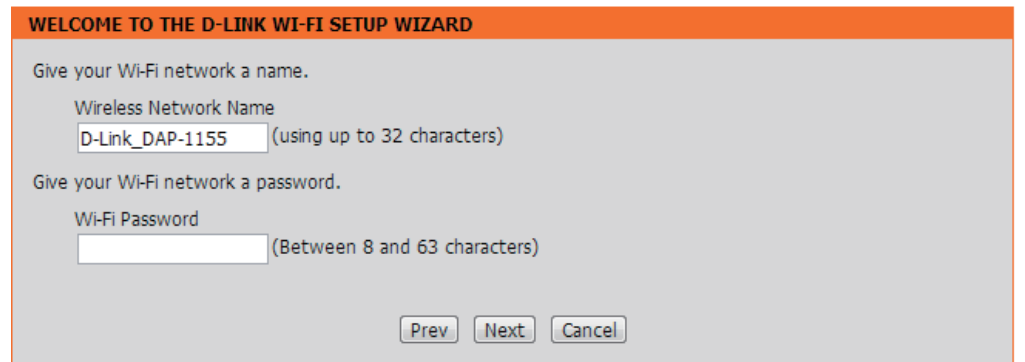 WELCOME TO THE D-LINK WI-FI SETUP WIZARD
Give your Wi-Fi network a name.
Wireless Network Name
D-Link_DAP-1155 (using up to 32 characters)
Give your Wi-Fi network a password.
Wi-Fi Password
(Between 8 and 63 characters)
Prev Next Cancel